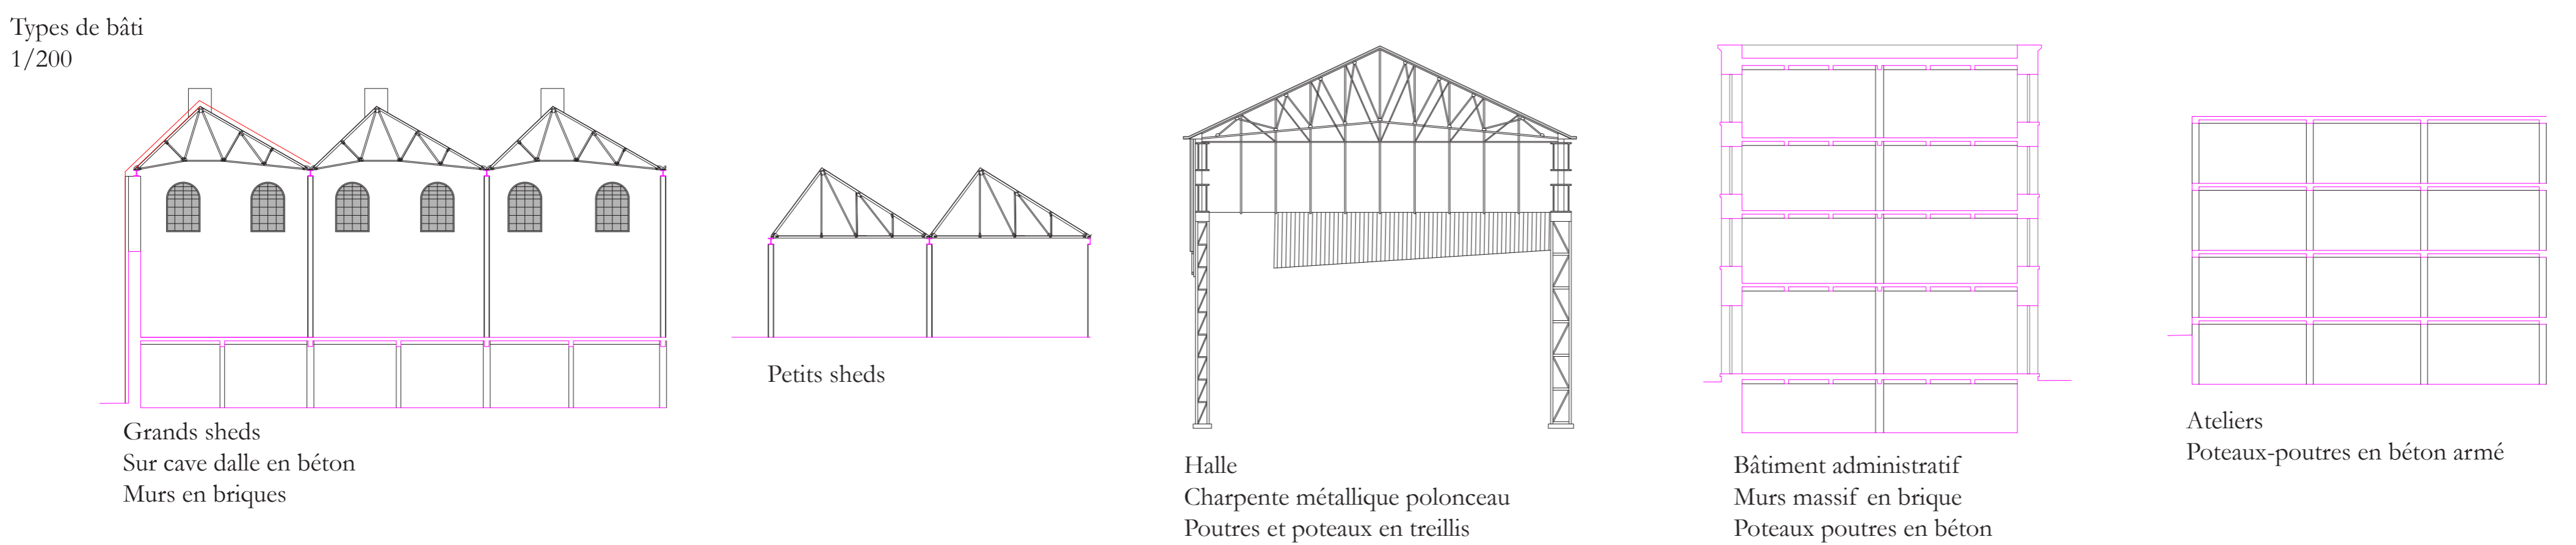 Types de bâti
1/200
Grands sheds
Sur cave dalle en béton
Murs en briques
Petits sheds
Halle
Charpente métallique polonceau
Poutres et poteaux en treillis
Bâtiment administratif
Murs massif en brique
Poteaux poutres en béton
Ateliers
Poteaux-poutres en béton armé